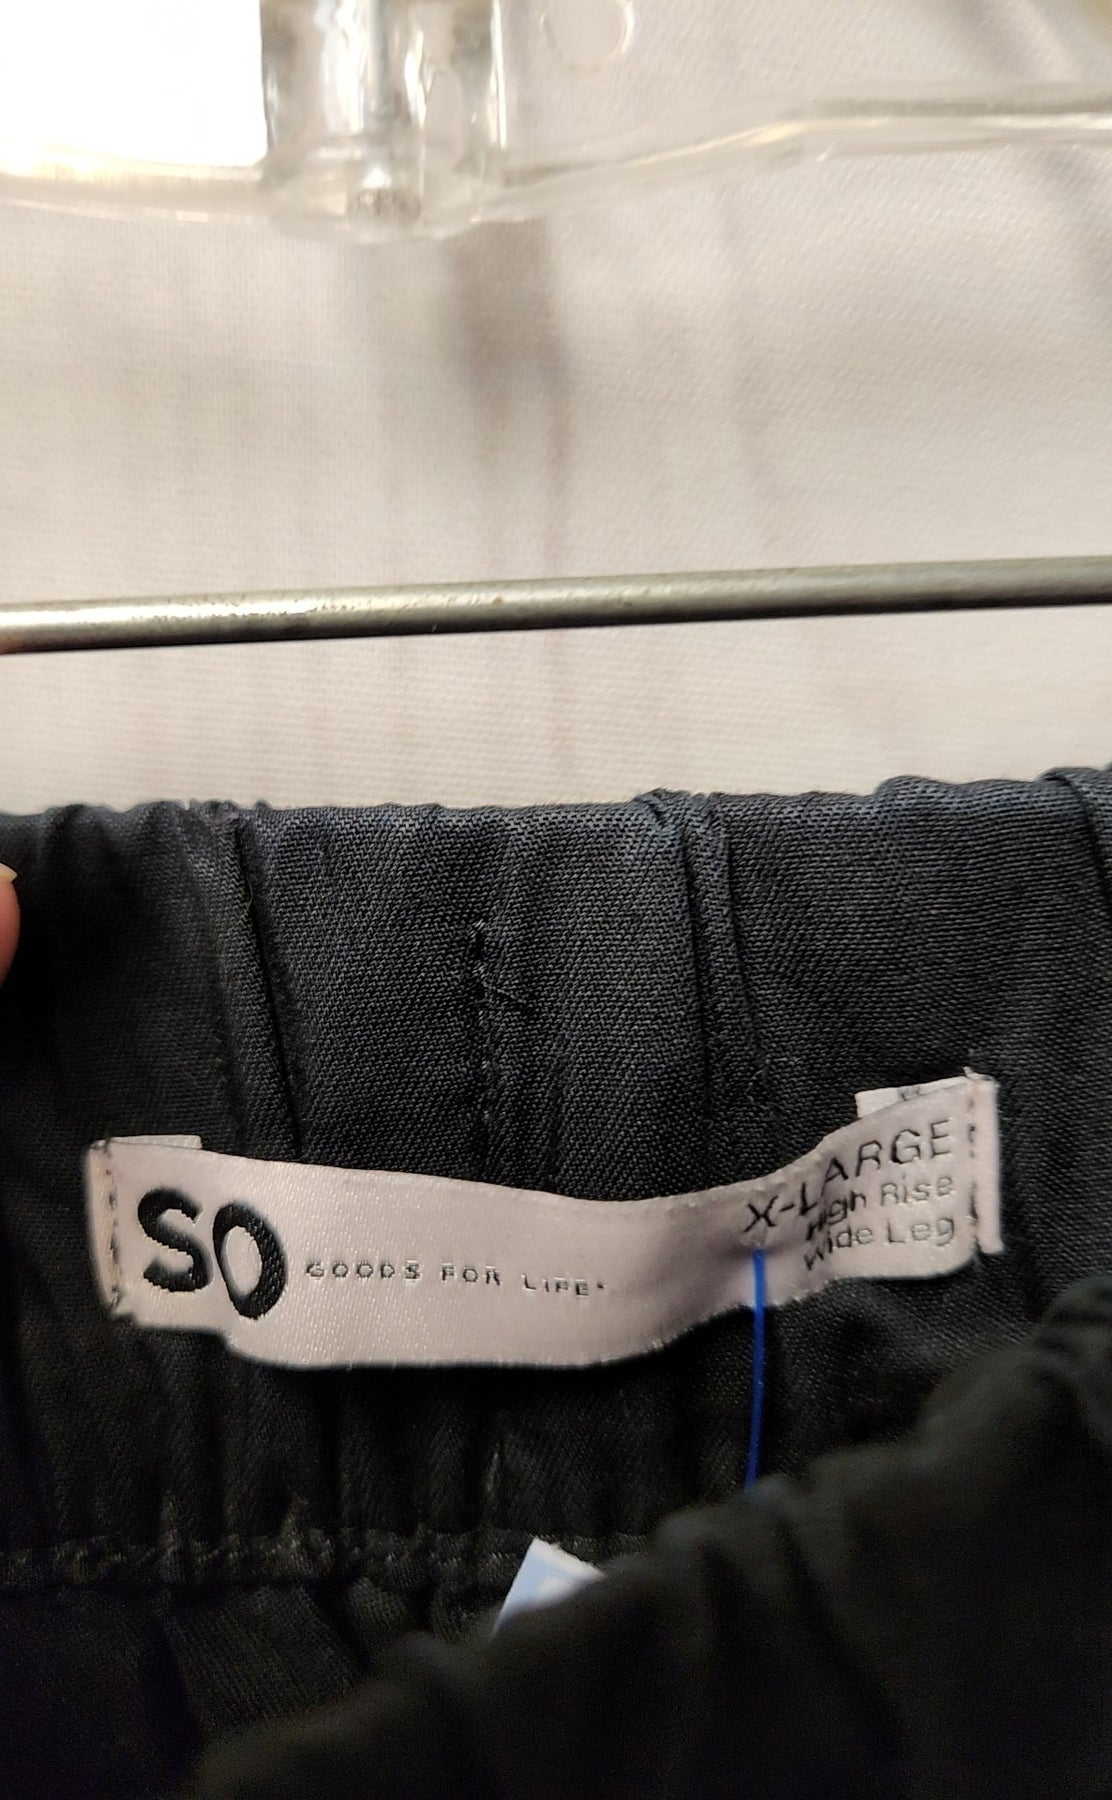 SO GOODS FOR LIFE
X-LARGE
High Rise
Wide Leg